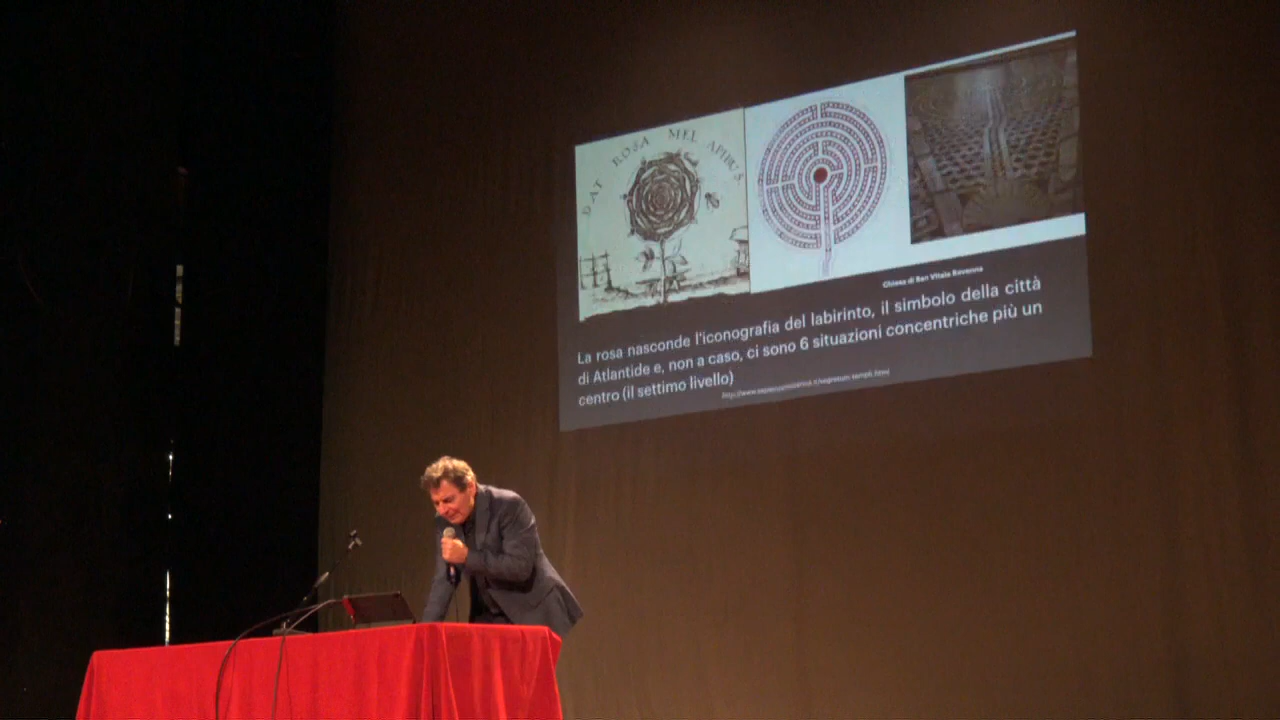 DAT ROSA MEL APIBUS
Chiesa di San Vitale Ravenna
La rosa nasconde l'iconografia del labirinto, il simbolo della città
di Atlantide e, non a caso, ci sono 6 situazioni concentriche più un
centro (il settimo livello)